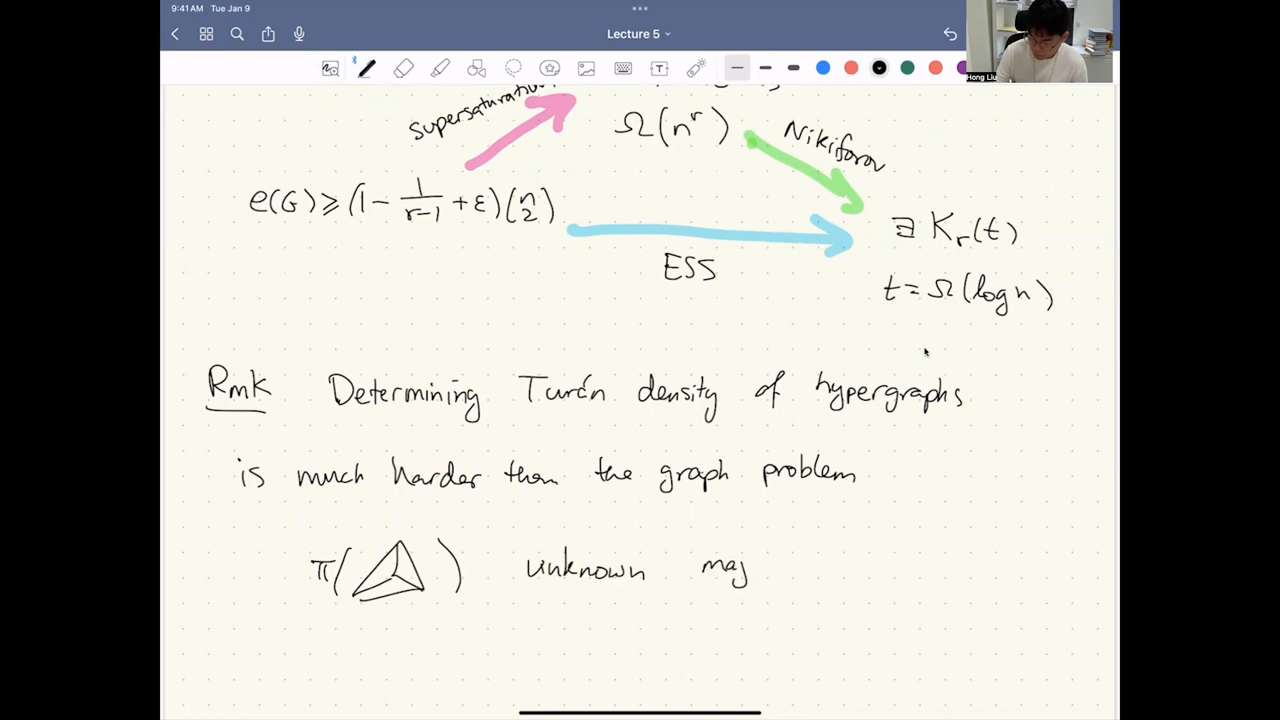 9:41 AM Tue Jan 9
Lecture 5
Hong Liu
supersaturation
Ω(n^r)
Nikiforov
e(G) ⩾ (1 - 1/(r-1) + ε)(n 2)
∃ K_r(t)
ESS
t = Ω(log n)
Rmk Determining Turán density of hypergraphs
is much harder than the graph problem
π( ) unknown maj